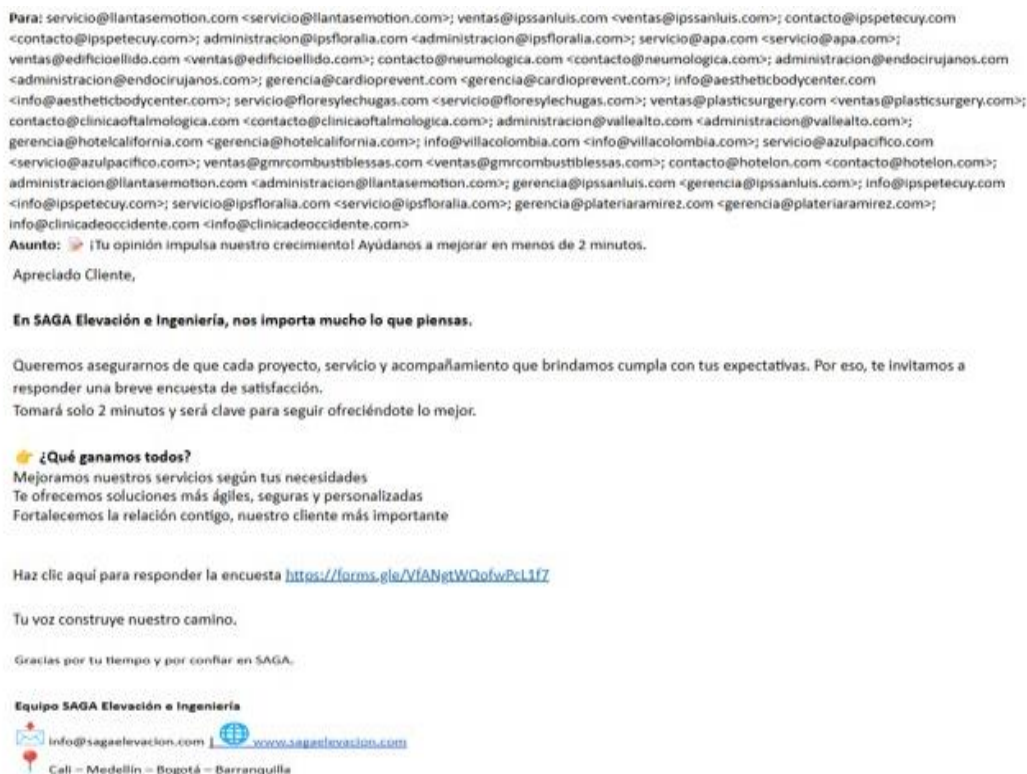 Para: servicio@llantasemotion.com <servicio@llantasemotion.com>; ventas@ipssanluis.com <ventas@ipssanluis.com>; contacto@ipspetecuy.com
<contacto@ipspetecuy.com>; administracion@ipsfloralia.com <administracion@ipsfloralia.com>; servicio@apa.com <servicio@apa.com>;
ventas@edificioellido.com <ventas@edificioellido.com>; contacto@neumologica.com <contacto@neumologica.com>; administracion@endocirujanos.com
<administracion@endocirujanos.com>; gerencia@cardioprevent.com <gerencia@cardioprevent.com>; info@aestheticbodycenter.com
<info@aestheticbodycenter.com>; servicio@floresylechugas.com <servicio@floresylechugas.com>; ventas@plasticsurgery.com <ventas@plasticsurgery.com>;
contacto@clinicaoftalmologica.com <contacto@clinicaoftalmologica.com>; administracion@vallealto.com <administracion@vallealto.com>;
gerencia@hotelcalifornia.com <gerencia@hotelcalifornia.com>; info@villacolombia.com <info@villacolombia.com>; servicio@azulpacifico.com
<servicio@azulpacifico.com>; ventas@gmrcombustiblessas.com <ventas@gmrcombustiblessas.com>; contacto@hotelon.com <contacto@hotelon.com>;
administracion@llantasemotion.com <administracion@llantasemotion.com>; gerencia@ipssanluis.com <gerencia@ipssanluis.com>; info@ipspetecuy.com
<info@ipspetecuy.com>; servicio@ipsfloralia.com <servicio@ipsfloralia.com>; gerencia@plateriaramirez.com <gerencia@plateriaramirez.com>;
info@clinicadeoccidente.com <info@clinicadeoccidente.com>
Asunto: 📝 ¡Tu opinión impulsa nuestro crecimiento! Ayúdanos a mejorar en menos de 2 minutos.
Apreciado Cliente,
En SAGA Elevación e Ingeniería, nos importa mucho lo que piensas.
Queremos asegurarnos de que cada proyecto, servicio y acompañamiento que brindamos cumpla con tus expectativas. Por eso, te invitamos a
responder una breve encuesta de satisfacción.
Tomará solo 2 minutos y será clave para seguir ofreciéndote lo mejor.
👉 ¿Qué ganamos todos?
Mejoramos nuestros servicios según tus necesidades
Te ofrecemos soluciones más ágiles, seguras y personalizadas
Fortalecemos la relación contigo, nuestro cliente más importante
Haz clic aquí para responder la encuesta https://forms.gle/VfANgtWQofwPcL1f7
Tu voz construye nuestro camino.
Gracias por tu tiempo y por confiar en SAGA.
Equipo SAGA Elevación e Ingeniería
info@sagaelevacion.com | www.sagaelevacion.com
Cali – Medellín – Bogotá – Barranquilla